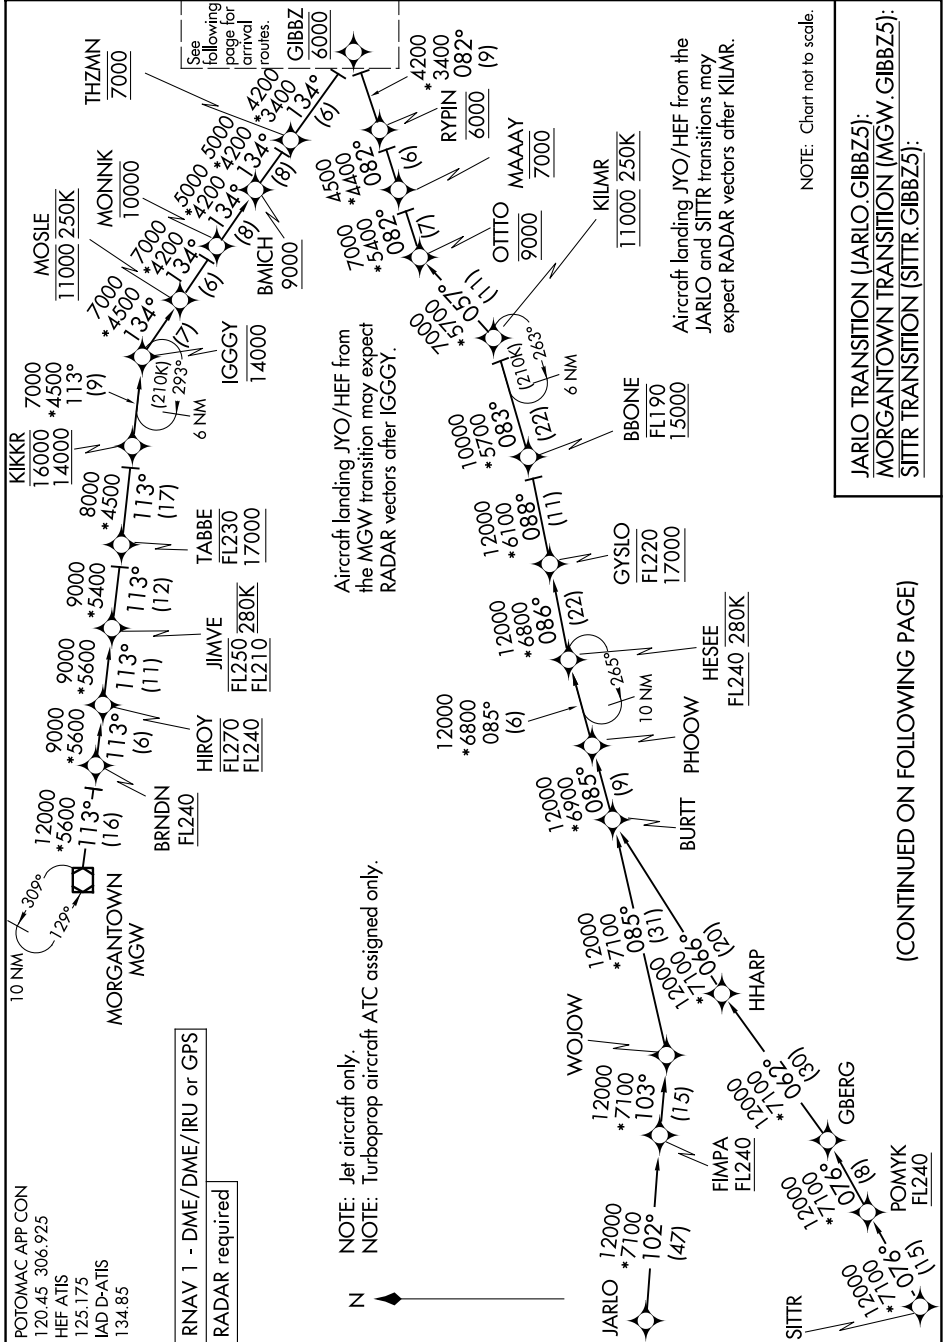 POTOMAC APP CON
120.45 306.925
HEF ATIS
125.175
IAD D-ATIS
134.85
RNAV 1 - DME/DME/IRU or GPS
RADAR required
NOTE: Jet aircraft only.
NOTE: Turboprop aircraft ATC assigned only.
N
10 NM
309°
129°
MORGANTOWN
MGW
12000
*5600
113°
(16)
BRNDN
FL240
9000
*5600
113°
(6)
HIROY
FL270
FL240
9000
*5600
113°
(11)
JIMVE
FL250 280K
FL210
9000
*5400
113°
(12)
TABBE
FL230
17000
8000
*4500
113°
(17)
KIKKR
16000
14000
7000
*4500
113°
(9)
(210K)
293°
6 NM
IGGGY
14000
7000
*4500
134°
(7)
MOSLE
11000 250K
7000
*4200
134°
(6)
MONNK
10000
5000
*4200
134°
(8)
BMICH
9000
5000
*4200
134°
(8)
THZMN
7000
4200
*3400
134°
(6)
See
following
page for
arrival
routes.
GIBBZ
6000
Aircraft landing JYO/HEF from
the MGW transition may expect
RADAR vectors after IGGGY.
JARLO
12000
*7100
102°
(47)
FIMPA
FL240
12000
*7100
103°
(15)
WOJOW
12000
*7100
085°
(31)
SITTR
12000
*7100
076°
(15)
POMYK
FL240
12000
*7100
076°
(8)
GBERG
12000
*7100
062°
(30)
HHARP
12000
*7100
066°
(20)
BURTT
12000
*6900
085°
(9)
PHOOW
12000
*6800
085°
(6)
265°
10 NM
HESEE
FL240 280K
12000
*6800
086°
(22)
GYSLO
FL220
17000
12000
*6100
088°
(11)
BBONE
FL190
15000
10000
*5700
083°
(22)
(210K)
263°
6 NM
KILMR
11000 250K
7000
*5700
057°
(11)
OTTTO
9000
7000
*5400
082°
(7)
MAAAY
7000
4500
*4400
082°
(6)
RYPIN
6000
*4200
3400
082°
(9)
Aircraft landing JYO/HEF from the
JARLO and SITTR transitions may
expect RADAR vectors after KILMR.
NOTE: Chart not to scale.
JARLO TRANSITION (JARLO.GIBBZ5):
MORGANTOWN TRANSITION (MGW.GIBBZ5):
SITTR TRANSITION (SITTR.GIBBZ5):
(CONTINUED ON FOLLOWING PAGE)